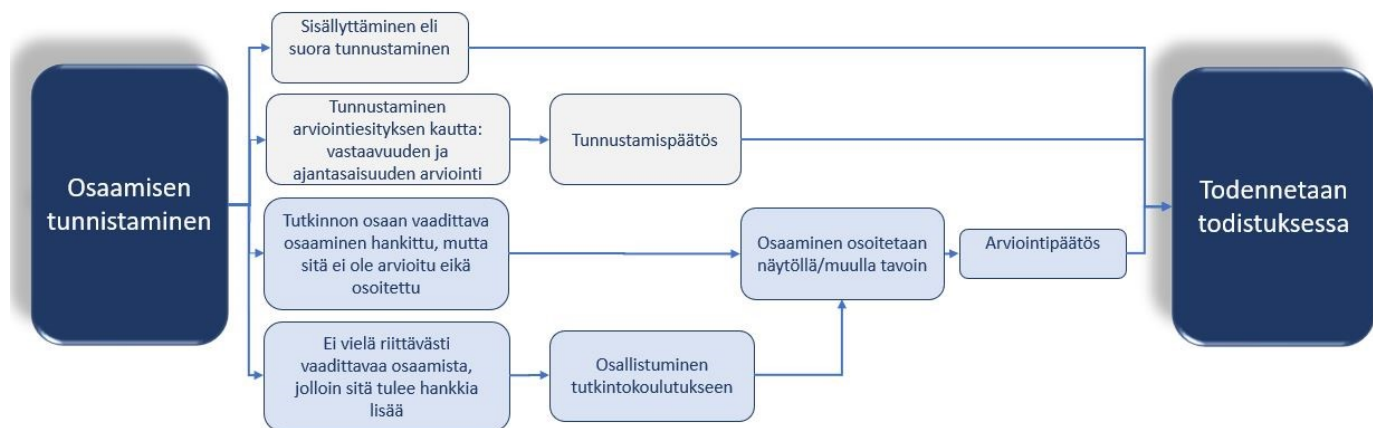 Osaamisen
tunnistaminen
Sisällyttäminen eli
suora tunnustaminen
Tunnustaminen
arviointiesityksen kautta:
vastaavuuden ja
ajantasaisuuden arviointi
Tunnustamispäätös
Tutkinnon osaan vaadittava
osaaminen hankittu, mutta
sitä ei ole arvioitu eikä
osoitettu
Osaaminen osoitetaan
näytöllä/muulla tavoin
Arviointipäätös
Ei vielä riittävästi
vaadittavaa osaamista,
jolloin sitä tulee hankkia
lisää
Osallistuminen
tutkintokoulutukseen
Todennetaan
todistuksessa